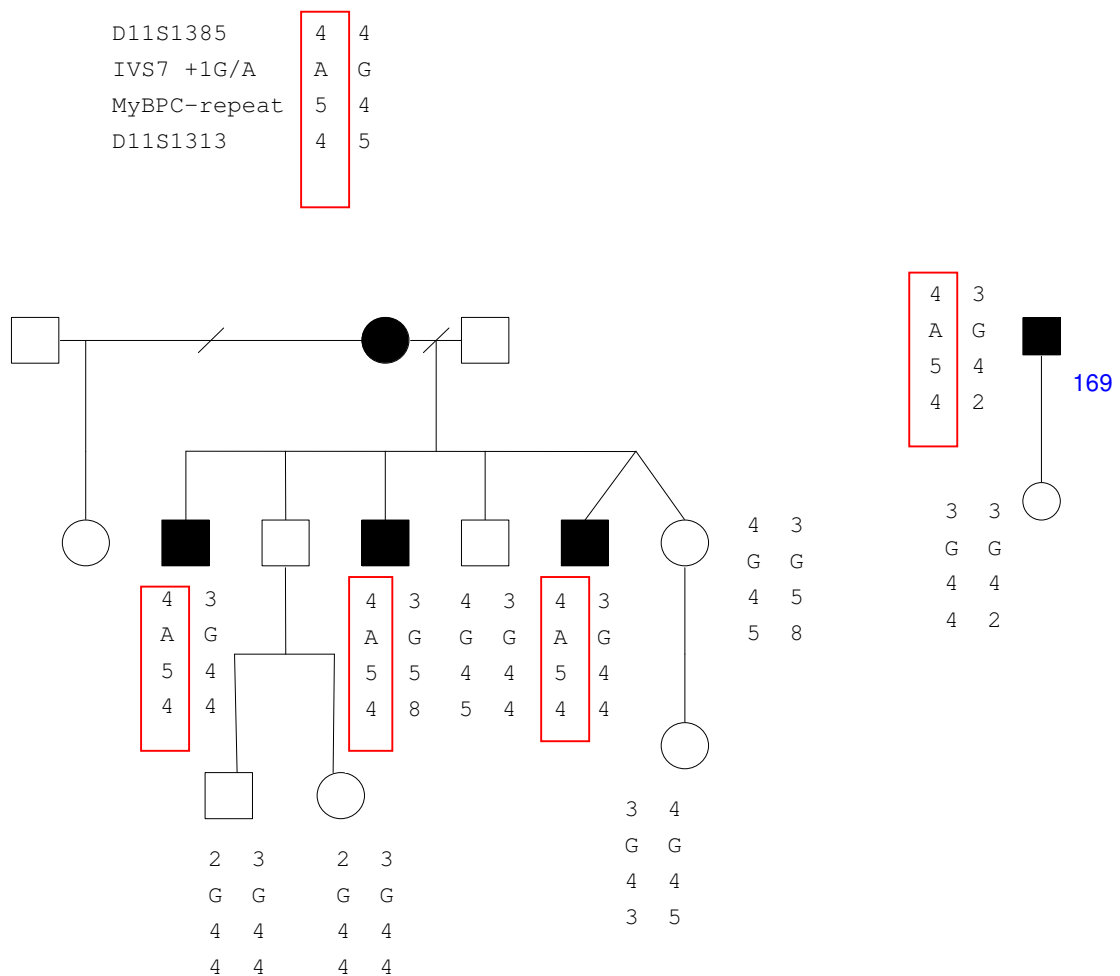 D11S1385 4 4
IVS7 +1G/A A G
MyBPC-repeat 5 4
D11S1313 4 5
4 3
A G
5 4
4 2
169
3 3
G G
4 4
4 2
4 3
G G
4 5
5 8
4 3
A G
5 4
4 4
4 3
A G
5 5
4 8
4 3
G G
4 4
5 4
4 3
A G
5 4
4 4
3 4
G G
4 4
3 5
2 3
G G
4 4
4 4
2 3
G G
4 4
4 4